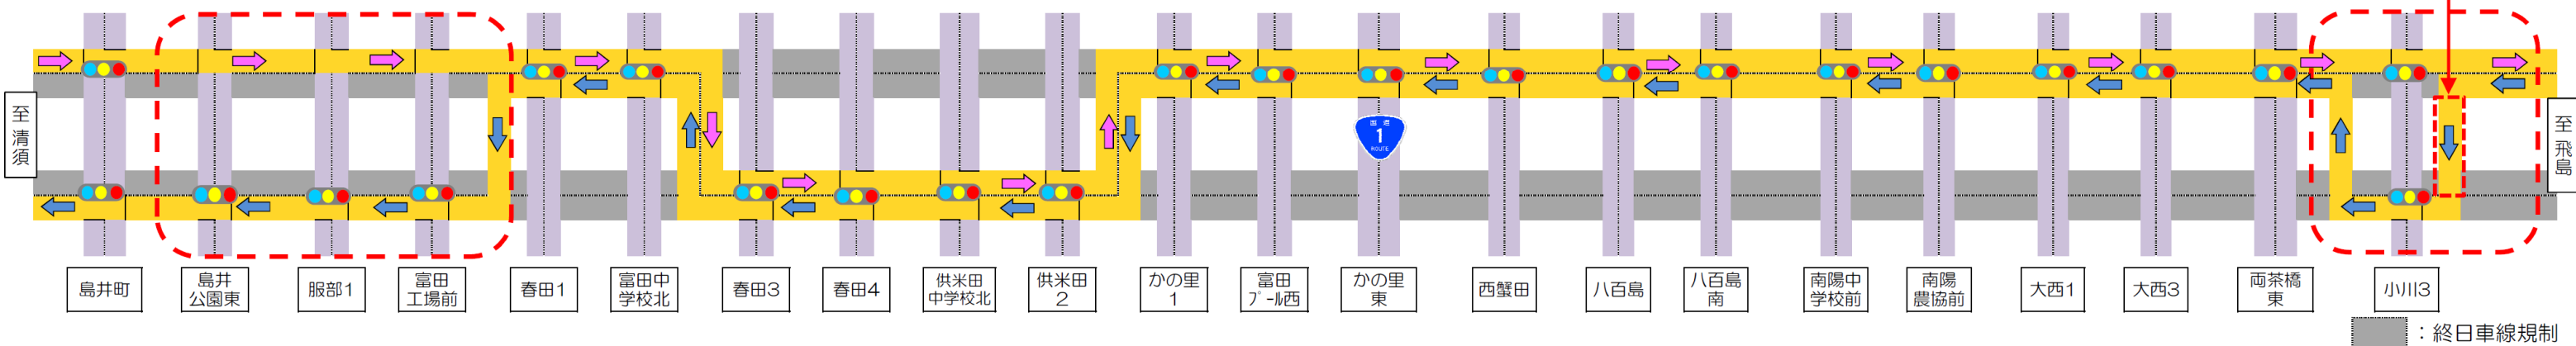 至清須
国道
1
ROUTE
至飛島
島井町
島井
公園東
服部1
富田
工場前
春田1
富田中
学校北
春田3
春田4
供米田
中学校北
供米田
2
かの里
1
富田
プール西
かの里
東
西蟹田
八百島
八百島
南
南陽中
学校前
南陽
農協前
大西1
大西3
両茶橋
東
小川3
：終日車線規制